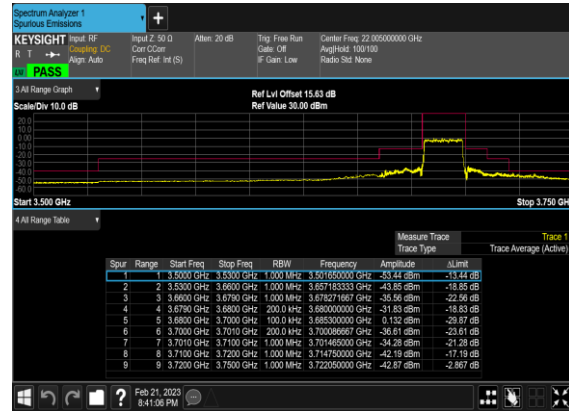 Spectrum Analyzer 1
Spurious Emissions
KEYSIGHT Input: RF Input Z: 50 Ω Atten: 20 dB Trig: Free Run Center Freq: 22.005000000 GHz
R T Coupling: DC Corr CCorr Gate: Off Avg|Hold: 100/100
Align: Auto Freq Ref: Int (S) IF Gain: Low Radio Std: None
PASS
3 All Range Graph
Ref Lvl Offset 15.63 dB
Scale/Div 10.0 dB Ref Value 30.00 dBm
20.0
10.0
0.00
-10.0
-20.0
-30.0
-40.0
-50.0
-60.0
Start 3.500 GHz Stop 3.750 GH
4 All Range Table
Measure Trace Trace 1
Trace Type Trace Average (Active)
Spur Range Start Freq Stop Freq RBW Frequency Amplitude ΔLimit
1 1 3.5000 GHz 3.5300 GHz 1.000 MHz 3.501650000 GHz -53.44 dBm -13.44 dB
2 2 3.5300 GHz 3.6600 GHz 1.000 MHz 3.657183333 GHz -43.85 dBm -18.85 dB
3 3 3.6600 GHz 3.6790 GHz 1.000 MHz 3.678271667 GHz -35.56 dBm -22.56 dB
4 4 3.6790 GHz 3.6800 GHz 200.0 kHz 3.680000000 GHz -31.83 dBm -18.83 dB
5 5 3.6800 GHz 3.7000 GHz 100.0 kHz 3.685300000 GHz 0.132 dBm -29.87 dB
6 6 3.7000 GHz 3.7010 GHz 200.0 kHz 3.700086667 GHz -36.61 dBm -23.61 dB
7 7 3.7010 GHz 3.7100 GHz 1.000 MHz 3.701465000 GHz -34.28 dBm -21.28 dB
8 8 3.7100 GHz 3.7200 GHz 1.000 MHz 3.714750000 GHz -42.19 dBm -17.19 dB
9 9 3.7200 GHz 3.7500 GHz 1.000 MHz 3.722050000 GHz -42.87 dBm -2.867 dB
Feb 21, 2023
8:41:06 PM